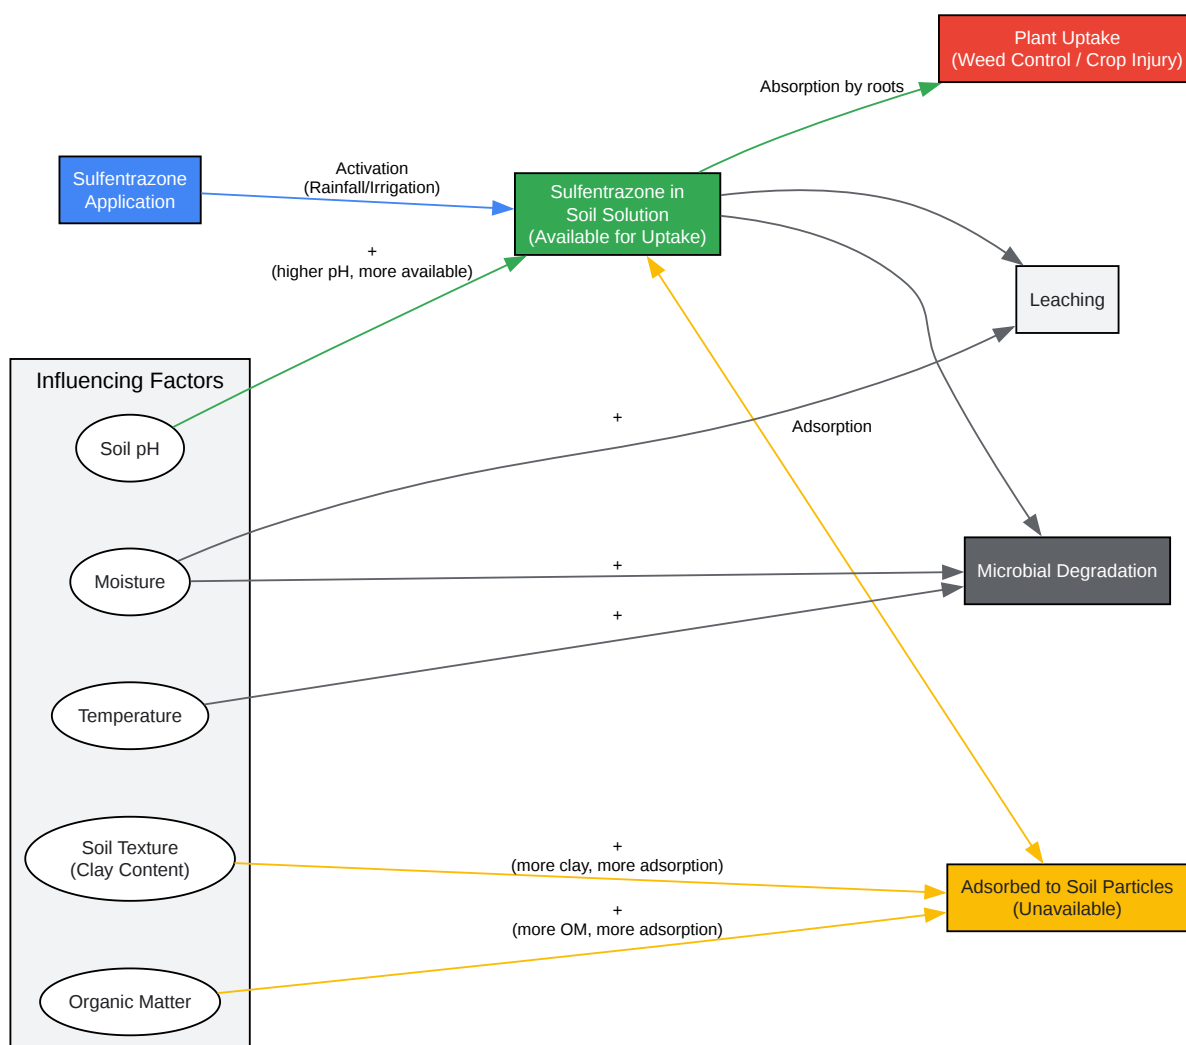 Plant Uptake
(Weed Control / Crop Injury)
Absorption by roots
Sulfentrazone
Application
Activation
(Rainfall/Irrigation)
Sulfentrazone in
Soil Solution
(Available for Uptake)
+
(higher pH, more available)
Leaching
Influencing Factors
Soil pH
+
Adsorption
Moisture
+
Microbial Degradation
+
Temperature
Soil Texture
(Clay Content)
+
(more clay, more adsorption)
Adsorbed to Soil Particles
(Unavailable)
+
(more OM, more adsorption)
Organic Matter